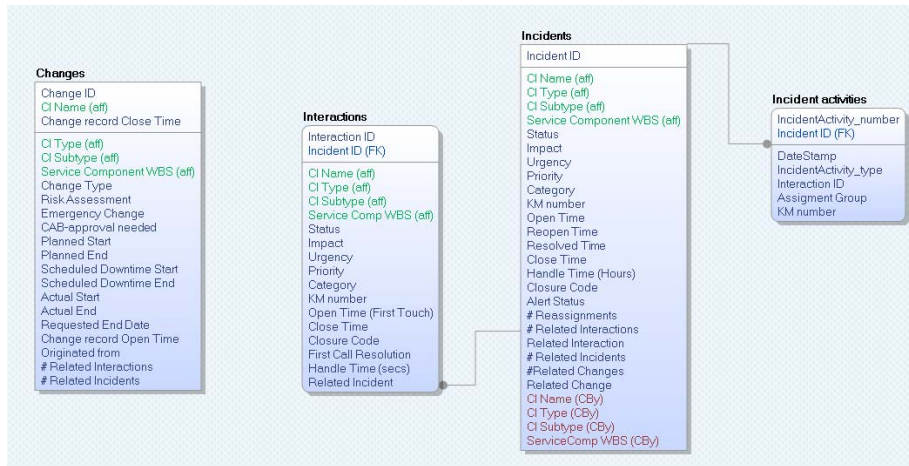 Changes
Change ID
CI Name (aff)
Change record Close Time
CI Type (aff)
CI Subtype (aff)
Service Component WBS (aff)
Change Type
Risk Assessment
Emergency Change
CAB-approval needed
Planned Start
Planned End
Scheduled Downtime Start
Scheduled Downtime End
Actual Start
Actual End
Requested End Date
Change record Open Time
Originated from
# Related Interactions
# Related Incidents
Interactions
Interaction ID
Incident ID (FK)
CI Name (aff)
CI Type (aff)
CI Subtype (aff)
Service Comp WBS (aff)
Status
Impact
Urgency
Priority
Category
KM number
Open Time (First Touch)
Close Time
Closure Code
First Call Resolution
Handle Time (secs)
Related Incident
Incidents
Incident ID
CI Name (aff)
CI Type (aff)
CI Subtype (aff)
Service Component WBS (aff)
Status
Impact
Urgency
Priority
Category
KM number
Open Time
Reopen Time
Resolved Time
Close Time
Handle Time (Hours)
Closure Code
Alert Status
# Reassignments
# Related Interactions
Related Interaction
# Related Incidents
#Related Changes
Related Change
CI Name (CBy)
CI Type (CBy)
CI Subtype (CBy)
ServiceComp WBS (CBy)
Incident activities
IncidentActivity_number
Incident ID (FK)
DateStamp
IncidentActivity_type
Interaction ID
Assigment Group
KM number